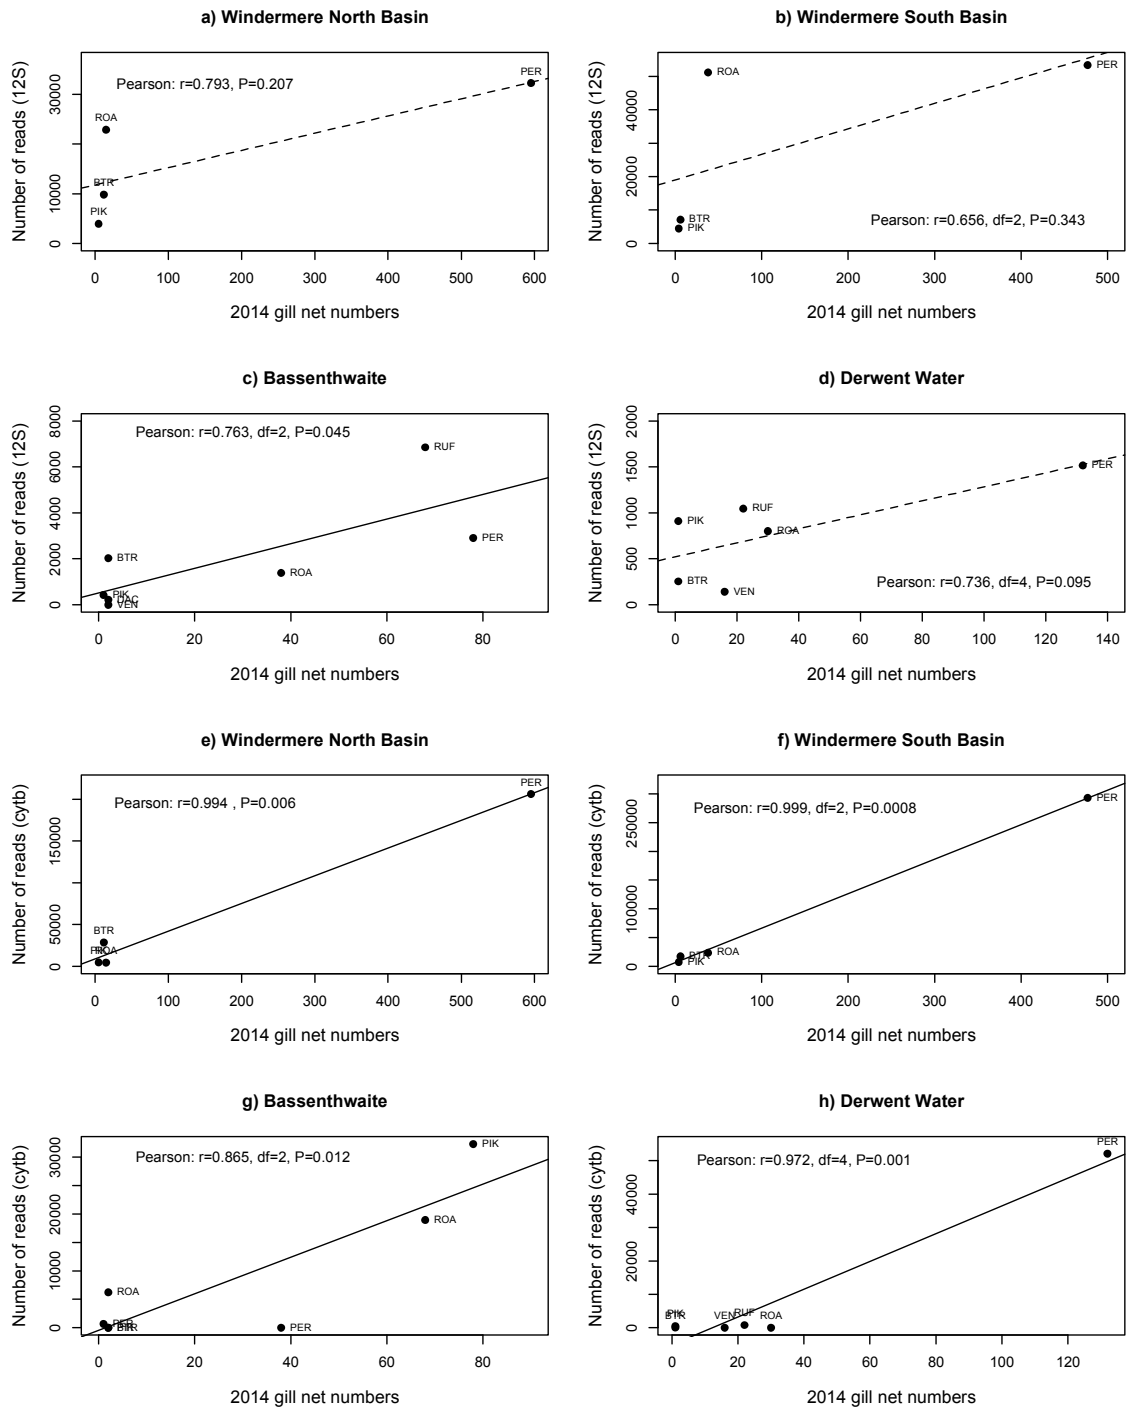 a) Windermere North Basin
Number of reads (12S)
0 10000 30000
Pearson: r=0.793, P=0.207
PER
ROA
BTR
PIK
0 100 200 300 400 500 600
2014 gill net numbers
b) Windermere South Basin
Number of reads (12S)
0 20000 40000
ROA
PER
BTR
PIK
Pearson: r=0.656, df=2, P=0.343
0 100 200 300 400 500
2014 gill net numbers
c) Bassenthwaite
Number of reads (12S)
0 2000 4000 6000 8000
Pearson: r=0.763, df=2, P=0.045
RUF
PER
BTR
ROA
PIK
DAC
VEN
0 20 40 60 80
2014 gill net numbers
d) Derwent Water
Number of reads (12S)
0 500 1000 1500 2000
PER
PIK
RUF
ROA
BTR
VEN
Pearson: r=0.736, df=4, P=0.095
0 20 40 60 80 100 120 140
2014 gill net numbers
e) Windermere North Basin
Number of reads (cytb)
0 50000 150000
Pearson: r=0.994 , P=0.006
PER
BTR
PIK
ROA
0 100 200 300 400 500 600
2014 gill net numbers
f) Windermere South Basin
Number of reads (cytb)
0 100000 250000
Pearson: r=0.999, df=2, P=0.0008
PER
BTR
ROA
PIK
0 100 200 300 400 500
2014 gill net numbers
g) Bassenthwaite
Number of reads (cytb)
0 10000 20000 30000
Pearson: r=0.865, df=2, P=0.012
PIK
ROA
ROA
PER
PER
0 20 40 60 80
2014 gill net numbers
h) Derwent Water
Number of reads (cytb)
0 20000 40000
Pearson: r=0.972, df=4, P=0.001
PER
PIK
BTR
VEN
RUF
ROA
0 20 40 60 80 100 120
2014 gill net numbers